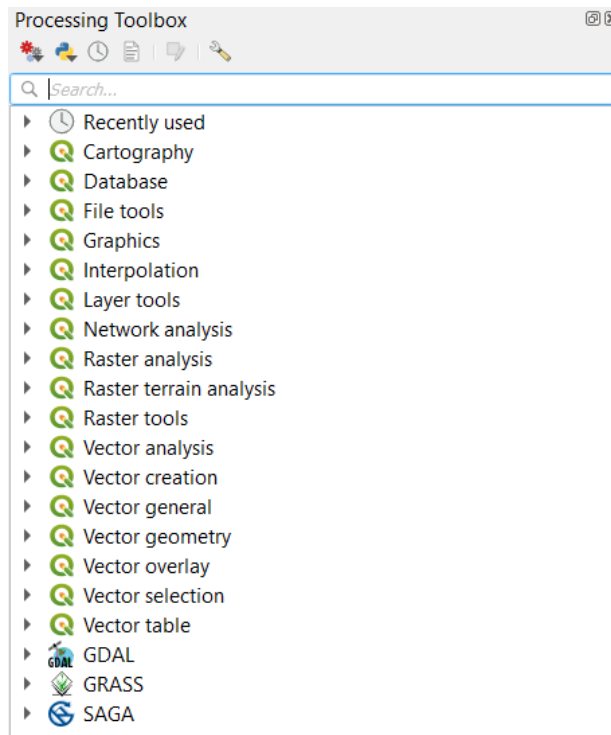 Processing Toolbox
Search...
Recently used
Cartography
Database
File tools
Graphics
Interpolation
Layer tools
Network analysis
Raster analysis
Raster terrain analysis
Raster tools
Vector analysis
Vector creation
Vector general
Vector geometry
Vector overlay
Vector selection
Vector table
GDAL GDAL
GRASS
SAGA